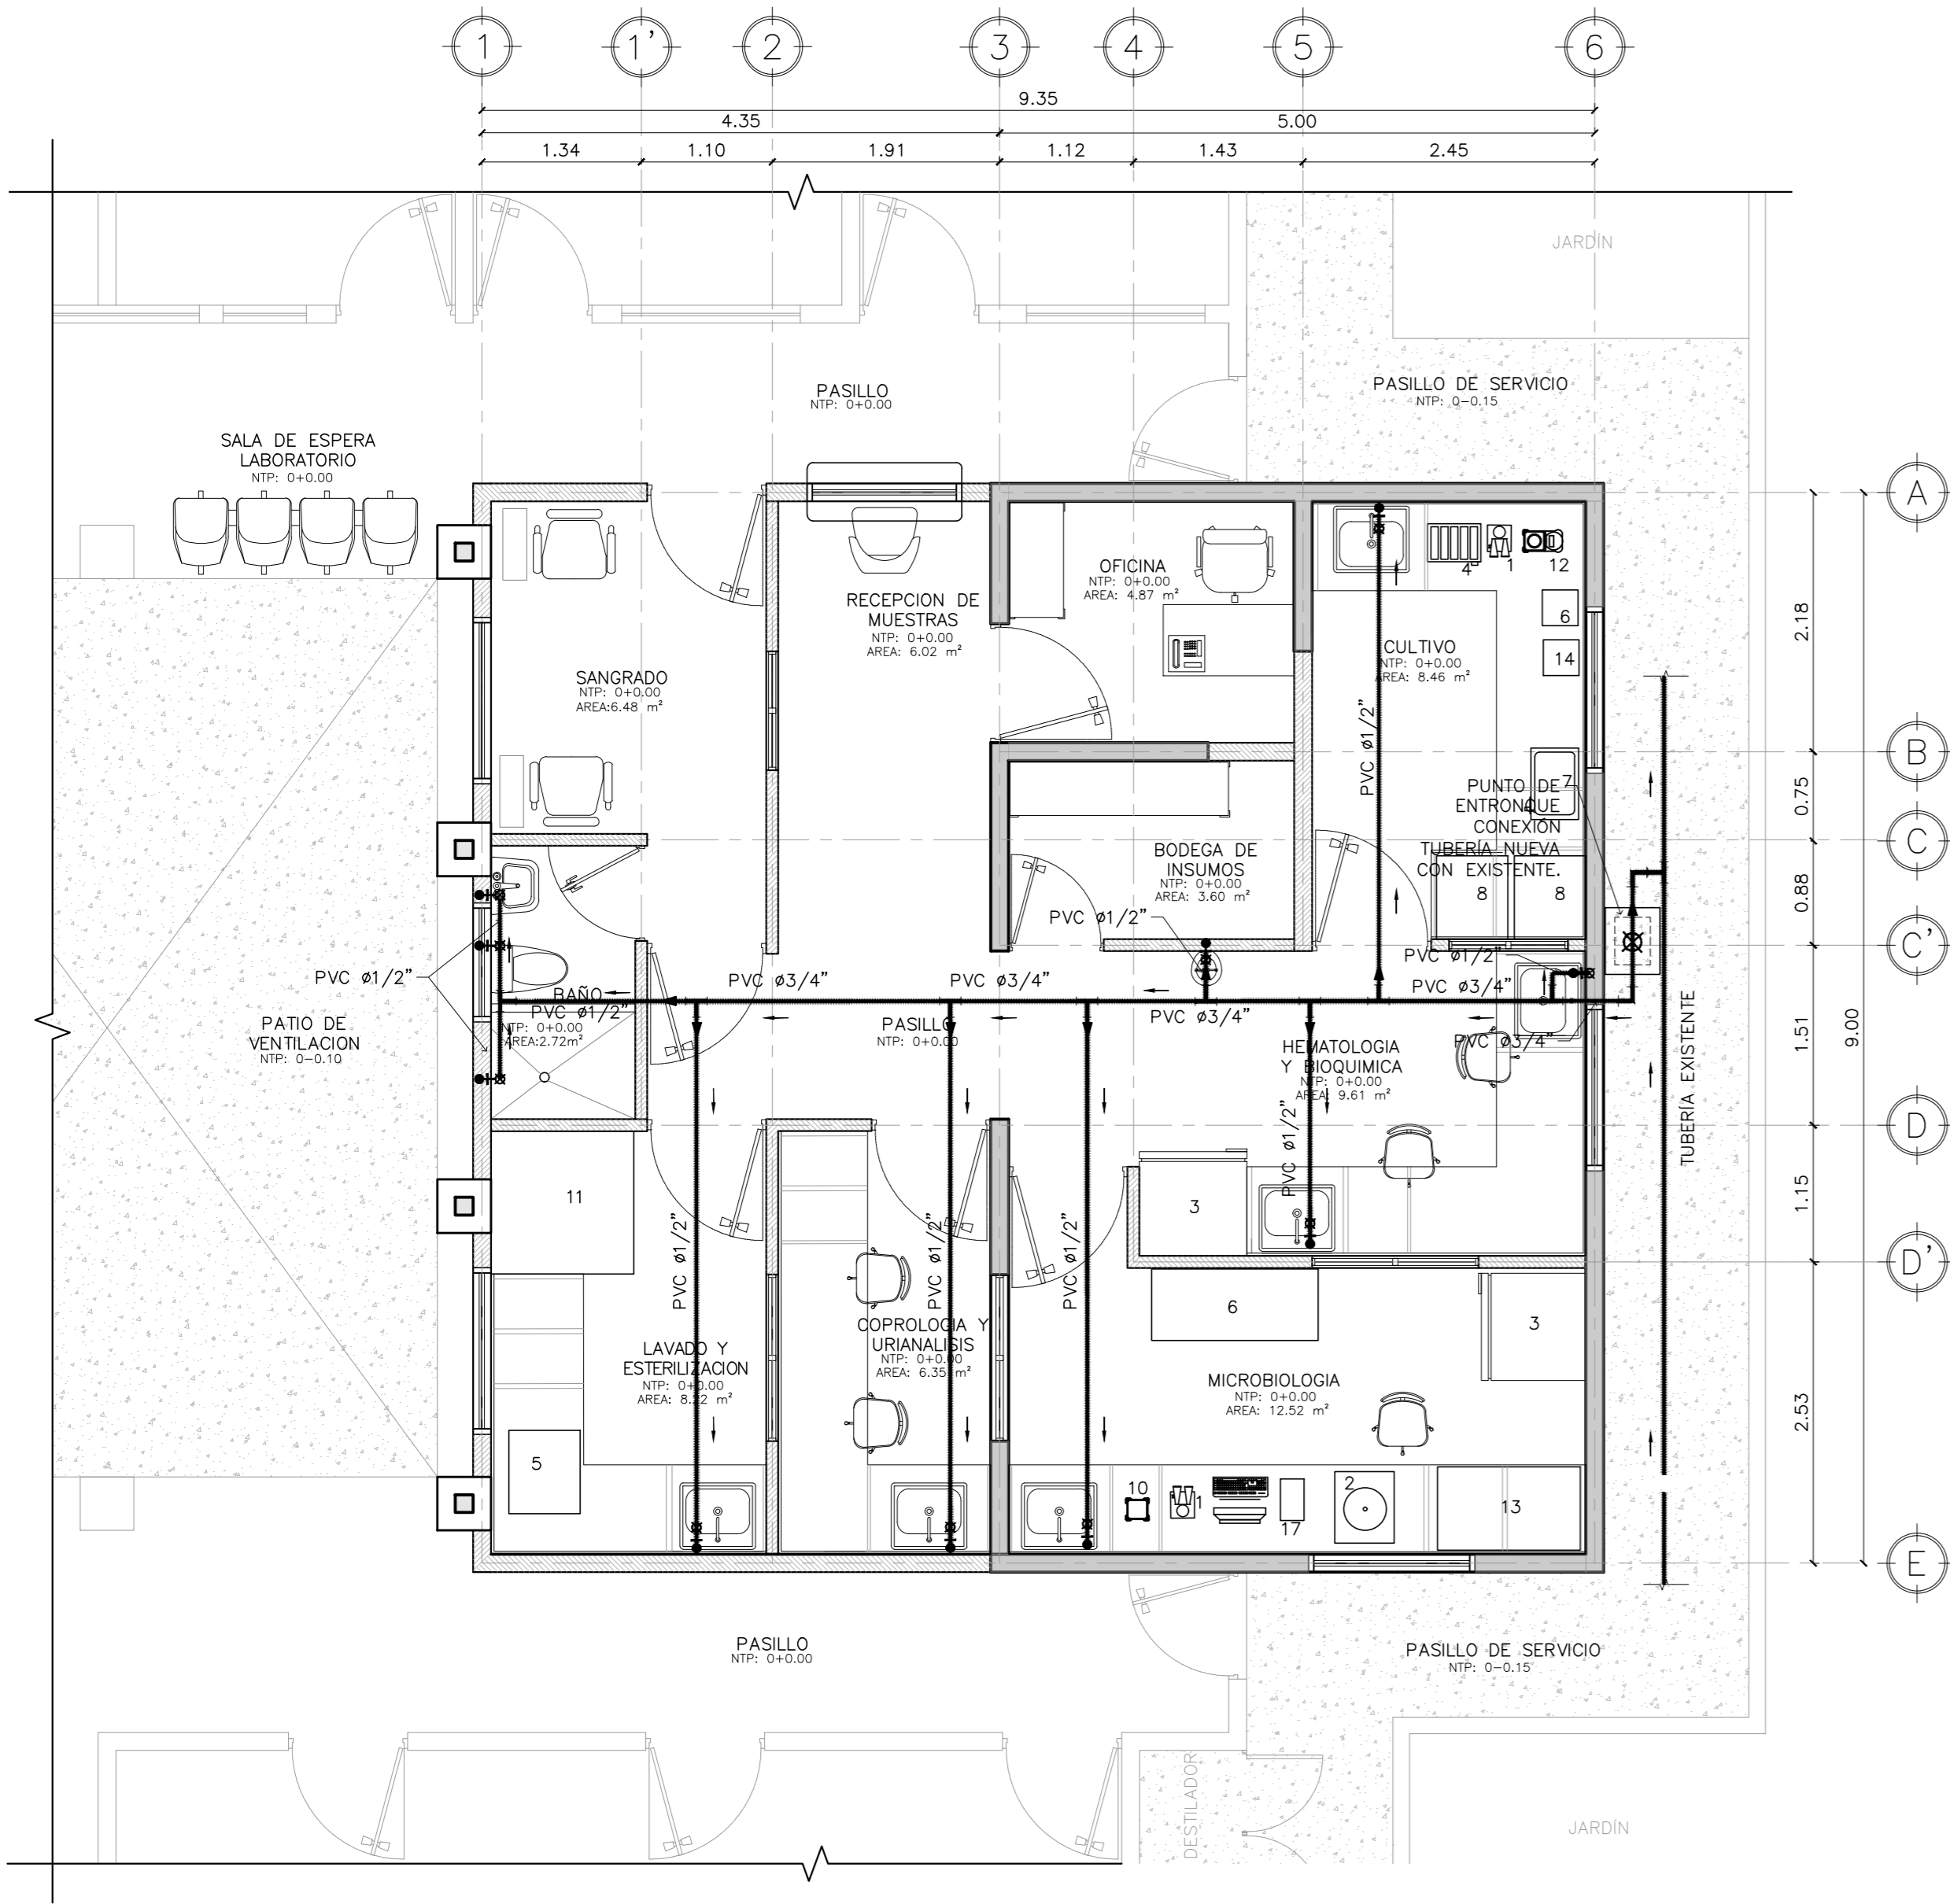 1
1'
2
3
4
5
6
9.35
4.35
5.00
1.34
1.10
1.91
1.12
1.43
2.45
JARDÍN
PASILLO
NTP: 0+0.00
PASILLO DE SERVICIO
NTP: 0-0.15
SALA DE ESPERA
LABORATORIO
NTP: 0+0.00
A
B
C
C'
D
D'
E
2.18
0.75
0.88
1.51
1.15
2.53
9.00
OFICINA
NTP: 0+0.00
AREA: 4.87 m²
4
1
12
6
14
RECEPCION DE
MUESTRAS
NTP: 0+0.00
AREA: 6.02 m²
CULTIVO
NTP: 0+0.00
AREA: 8.46 m²
SANGRADO
NTP: 0+0.00
AREA:6.48 m²
PVC ø1/2"
7
PUNTO DE
ENTRONQUE
CONEXIÓN
TUBERÍA NUEVA
CON EXISTENTE.
8
8
BODEGA DE
INSUMOS
NTP: 0+0.00
AREA: 3.60 m²
PVC ø1/2"
PVC ø1/2"
PVC ø1/2"
PVC ø3/4"
PVC ø3/4"
PVC ø3/4"
BAÑO
PVC ø1/2"
NTP: 0+0.00
AREA:2.72m²
PVC ø3/4"
PVC ø3/4"
PATIO DE
VENTILACION
NTP: 0-0.10
PASILLO
NTP: 0+0.00
HEMATOLOGIA
Y BIOQUIMICA
NTP: 0+0.00
AREA: 9.61 m²
TUBERÍA EXISTENTE
PVC ø1/2"
11
3
PVC ø1/2"
PVC ø1/2"
PVC ø1/2"
6
3
LAVADO Y
ESTERILIZACION
NTP: 0+0.00
AREA: 8.22 m²
COPROLOGIA Y
URIANALISIS
NTP: 0+0.00
AREA: 6.35 m²
MICROBIOLOGIA
NTP: 0+0.00
AREA: 12.52 m²
5
10
1
17
2
13
PASILLO
NTP: 0+0.00
PASILLO DE SERVICIO
NTP: 0-0.15
DESTILADOR
JARDÍN